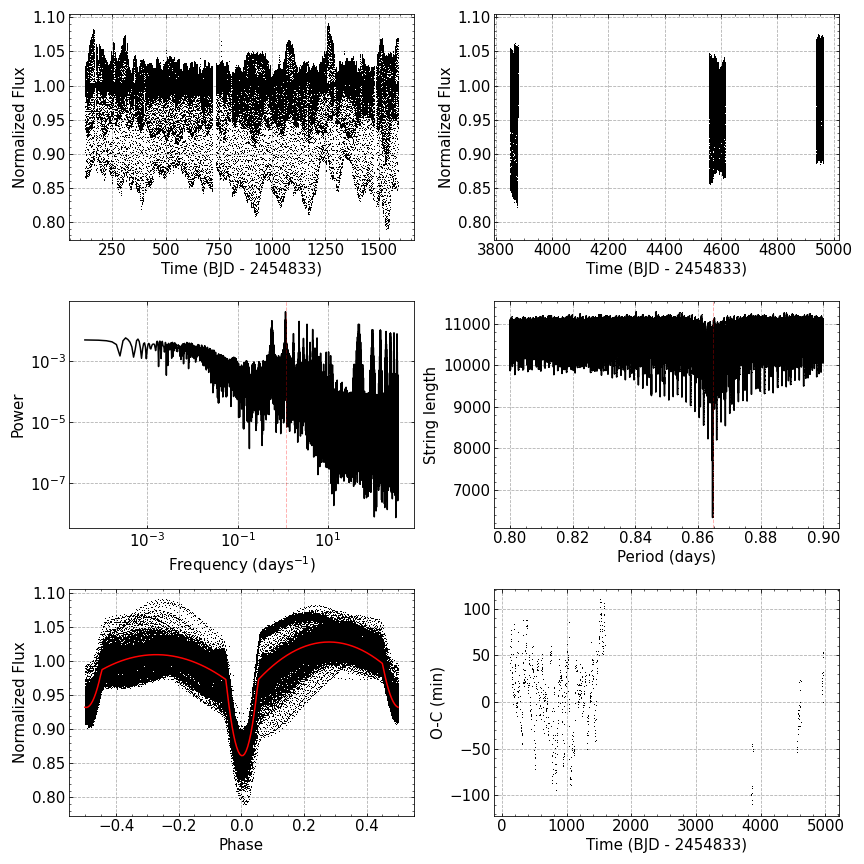 1.10
1.05
1.00
0.95
0.90
0.85
0.80
Normalized Flux
250 500 750 1000 1250 1500
Time (BJD - 2454833)
1.10
1.05
1.00
0.95
0.90
0.85
0.80
Normalized Flux
3800 4000 4200 4400 4600 4800 5000
Time (BJD - 2454833)
10⁻³
10⁻⁵
10⁻⁷
Power
10⁻³ 10⁻¹ 10¹
Frequency (days⁻¹)
11000
10000
9000
8000
7000
String length
0.80 0.82 0.84 0.86 0.88 0.90
Period (days)
1.10
1.05
1.00
0.95
0.90
0.85
0.80
Normalized Flux
−0.4 −0.2 0.0 0.2 0.4
Phase
100
50
0
−50
−100
O-C (min)
0 1000 2000 3000 4000 5000
Time (BJD - 2454833)